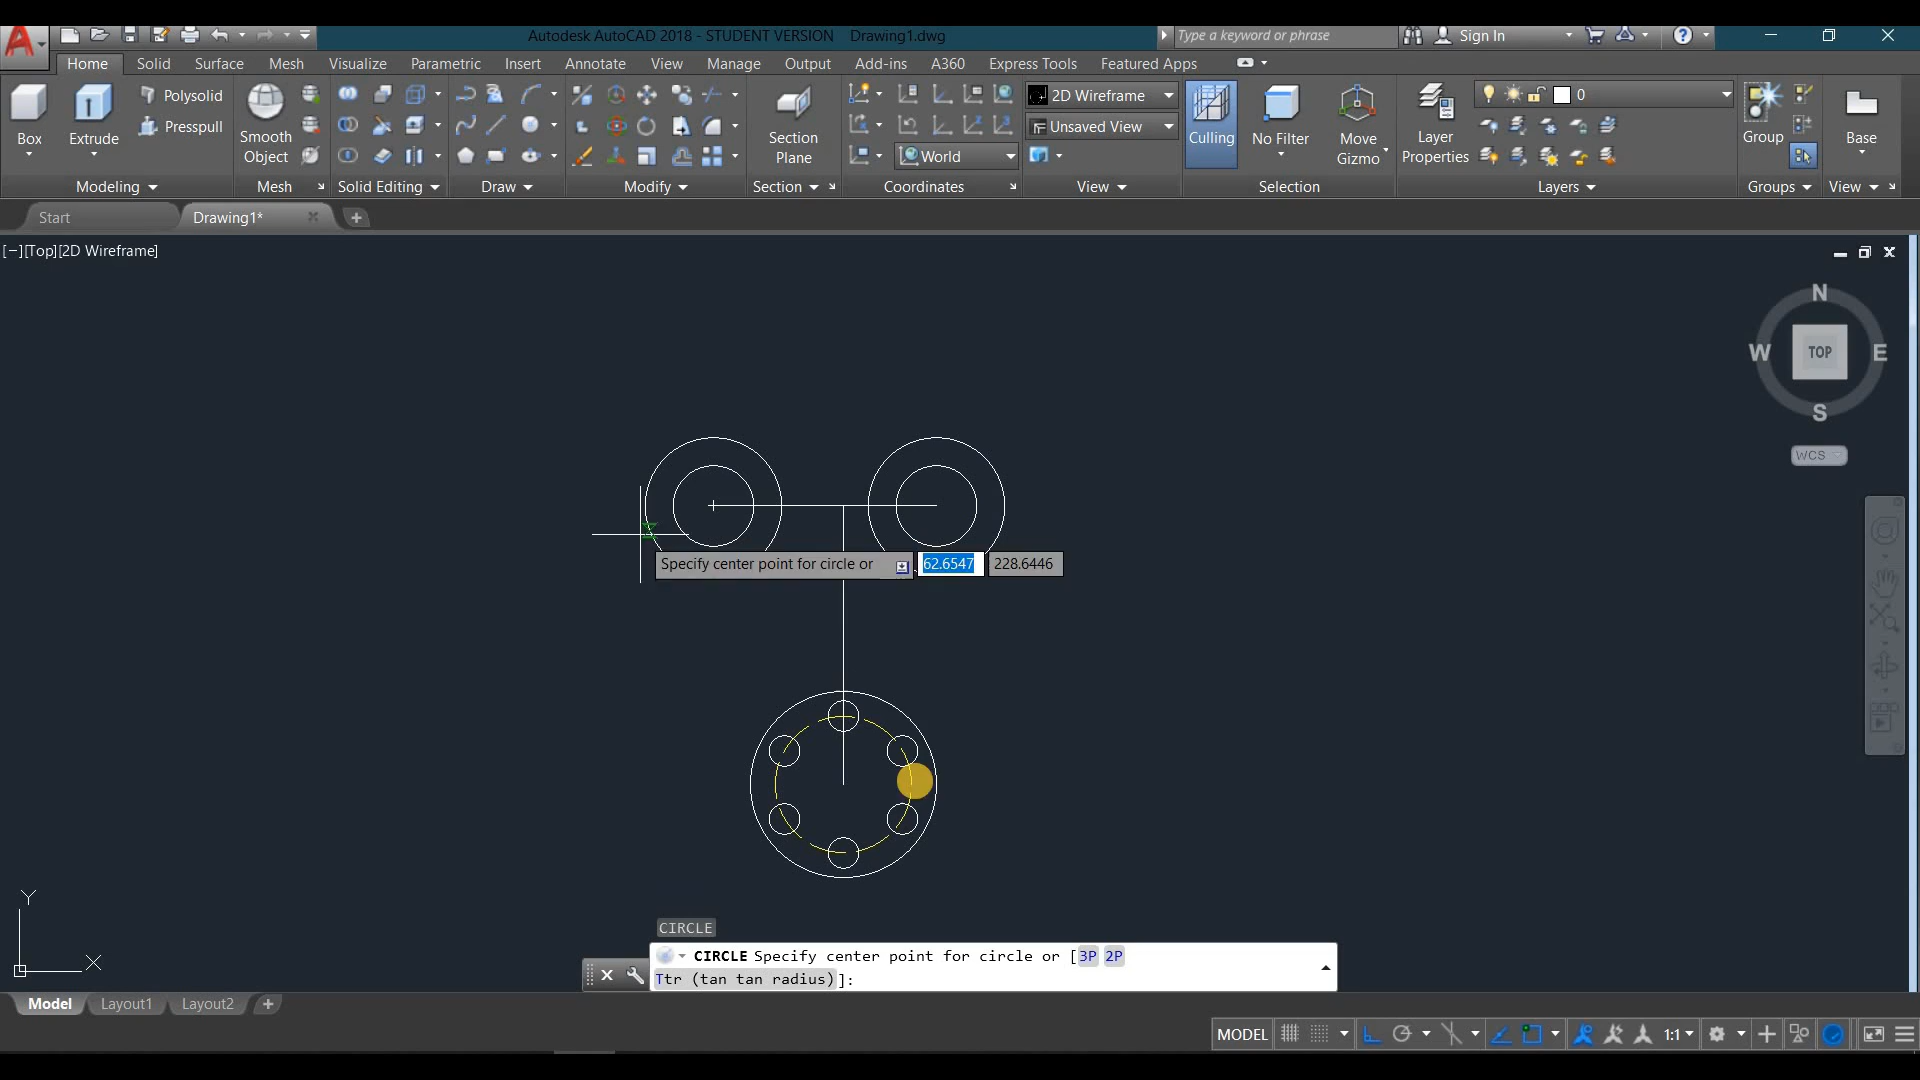 Autodesk AutoCAD 2018 - STUDENT VERSION Drawing1.dwg
Type a keyword or phrase
Sign In
Home Solid Surface Mesh Visualize Parametric Insert Annotate View Manage Output Add-ins A360 Express Tools Featured Apps
Box
Extrude
Polysolid
Presspull
Smooth
Object
Section
Plane
World
2D Wireframe
Unsaved View
Culling
No Filter
Move
Gizmo
Layer
Properties
0
Group
Base
Modeling Mesh Solid Editing Draw Modify Section Coordinates View Selection Layers Groups View
Start Drawing1*
[−][Top][2D Wireframe]
N
W TOP E
S
WCS
Specify center point for circle or 62.6547 228.6446
Y
X
CIRCLE
CIRCLE Specify center point for circle or [3P 2P
Ttr (tan tan radius)]:
Model Layout1 Layout2
MODEL 1:1